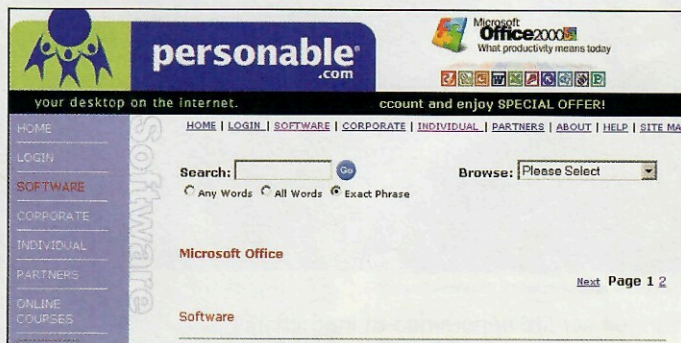 personable
.com
Microsoft
Office2000
What productivity means today
your desktop on the internet.
ccount and enjoy SPECIAL OFFER!
HOME | LOGIN | SOFTWARE | CORPORATE | INDIVIDUAL | PARTNERS | ABOUT | HELP | SITE MA
HOME
LOGIN
SOFTWARE
CORPORATE
INDIVIDUAL
PARTNERS
ONLINE
COURSES
Software
Search:
Go
Browse: Please Select
Any Words All Words Exact Phrase
Microsoft Office
Next Page 1 2
Software